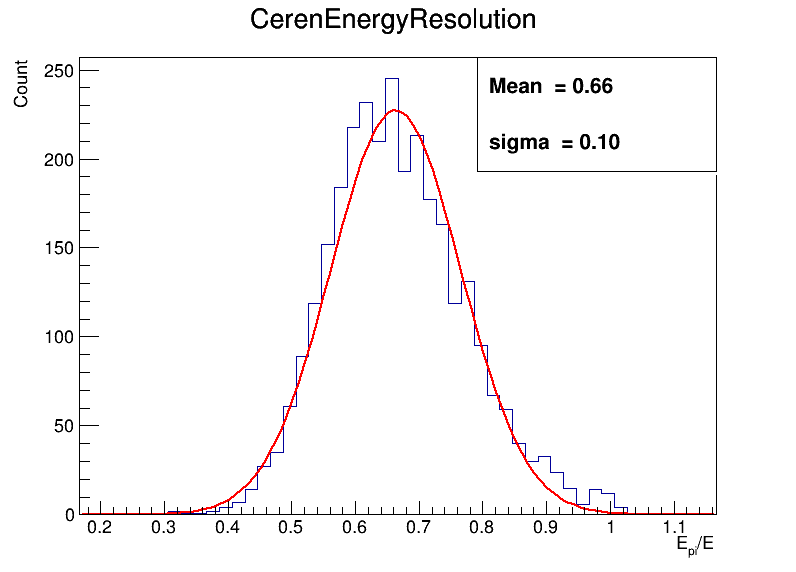 CerenEnergyResolution
Count
Mean = 0.66
sigma = 0.10
250
200
150
100
50
0
0.2 0.3 0.4 0.5 0.6 0.7 0.8 0.9 1 1.1
E_pi/E